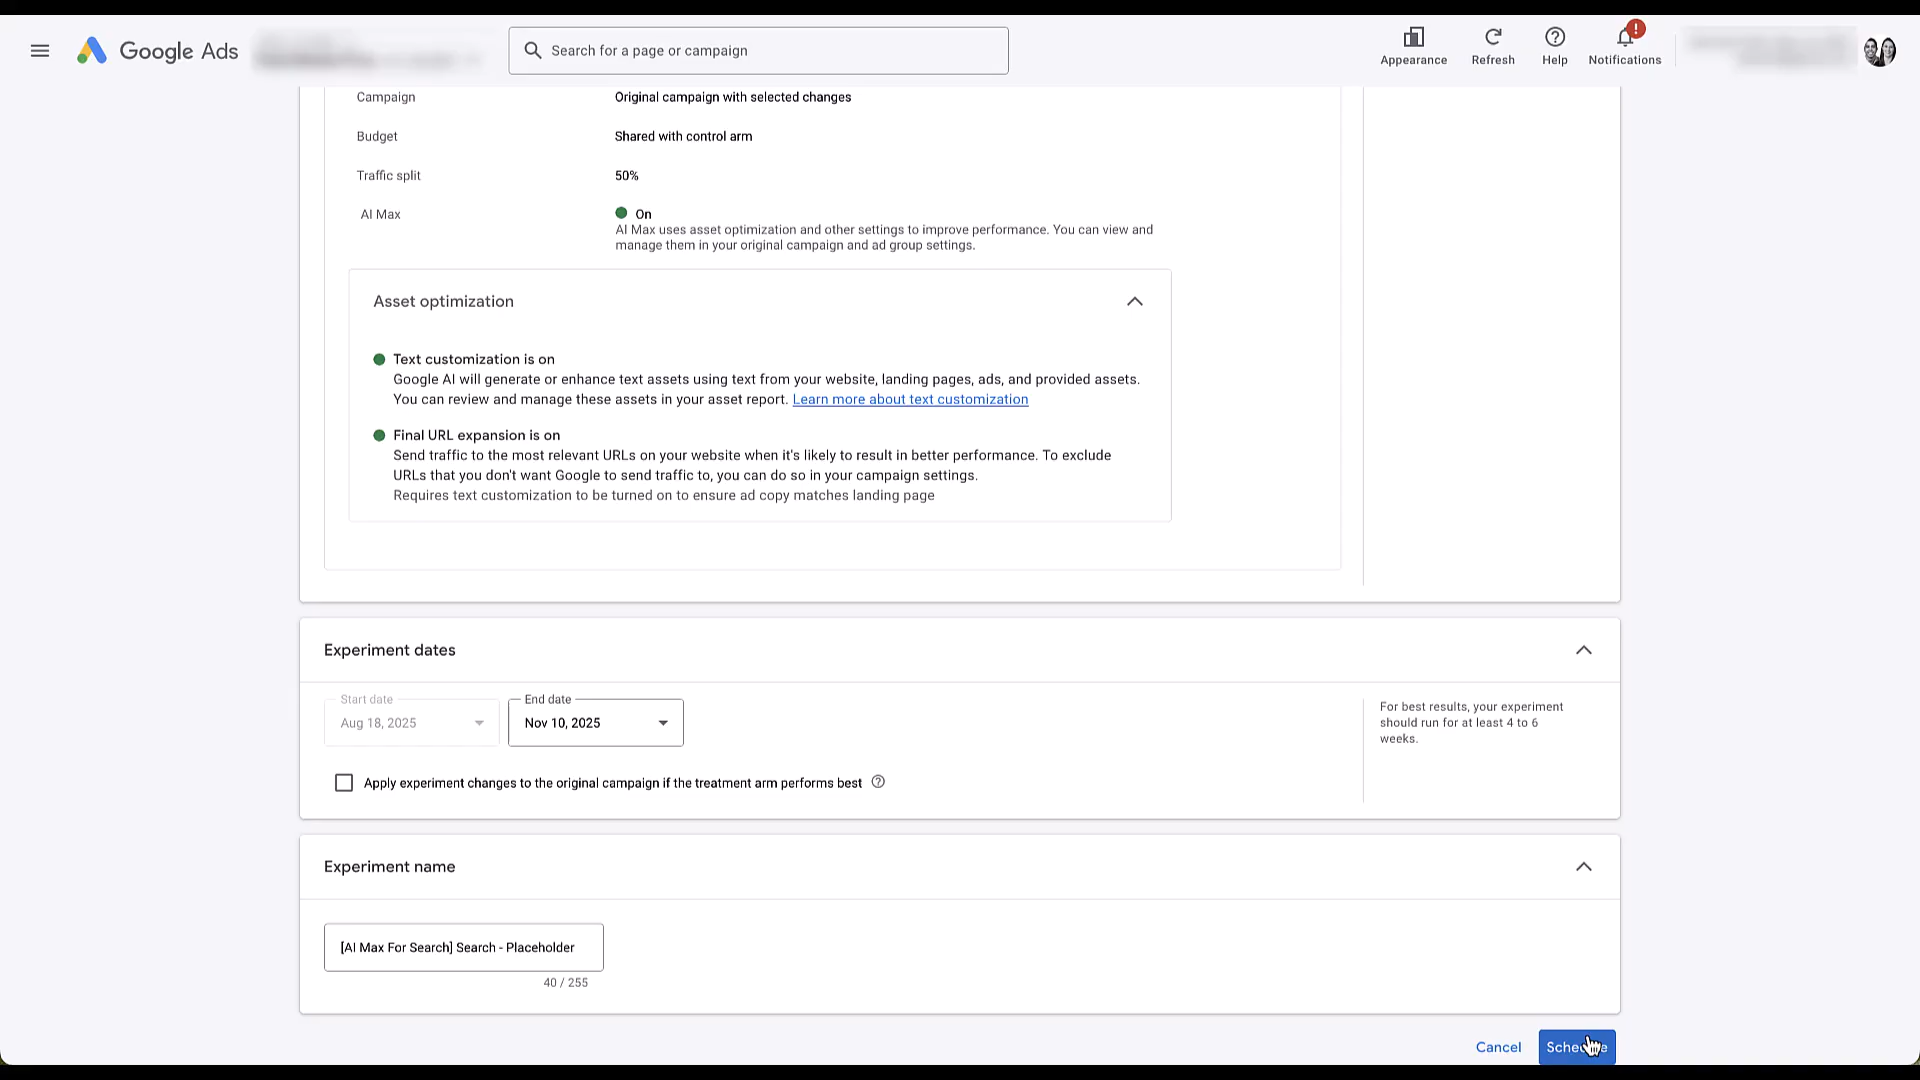 Google Ads
Search for a page or campaign
Appearance
Refresh
Help
Notifications
Campaign
Original campaign with selected changes
Budget
Shared with control arm
Traffic split
50%
AI Max
On
AI Max uses asset optimization and other settings to improve performance. You can view and
manage them in your original campaign and ad group settings.
Asset optimization
Text customization is on
Google AI will generate or enhance text assets using text from your website, landing pages, ads, and provided assets.
You can review and manage these assets in your asset report. Learn more about text customization
Final URL expansion is on
Send traffic to the most relevant URLs on your website when it's likely to result in better performance. To exclude
URLs that you don't want Google to send traffic to, you can do so in your campaign settings.
Requires text customization to be turned on to ensure ad copy matches landing page
Experiment dates
Start date
Aug 18, 2025
End date
Nov 10, 2025
For best results, your experiment
should run for at least 4 to 6
weeks.
Apply experiment changes to the original campaign if the treatment arm performs best
Experiment name
[AI Max For Search] Search - Placeholder
40 / 255
Cancel
Schedule